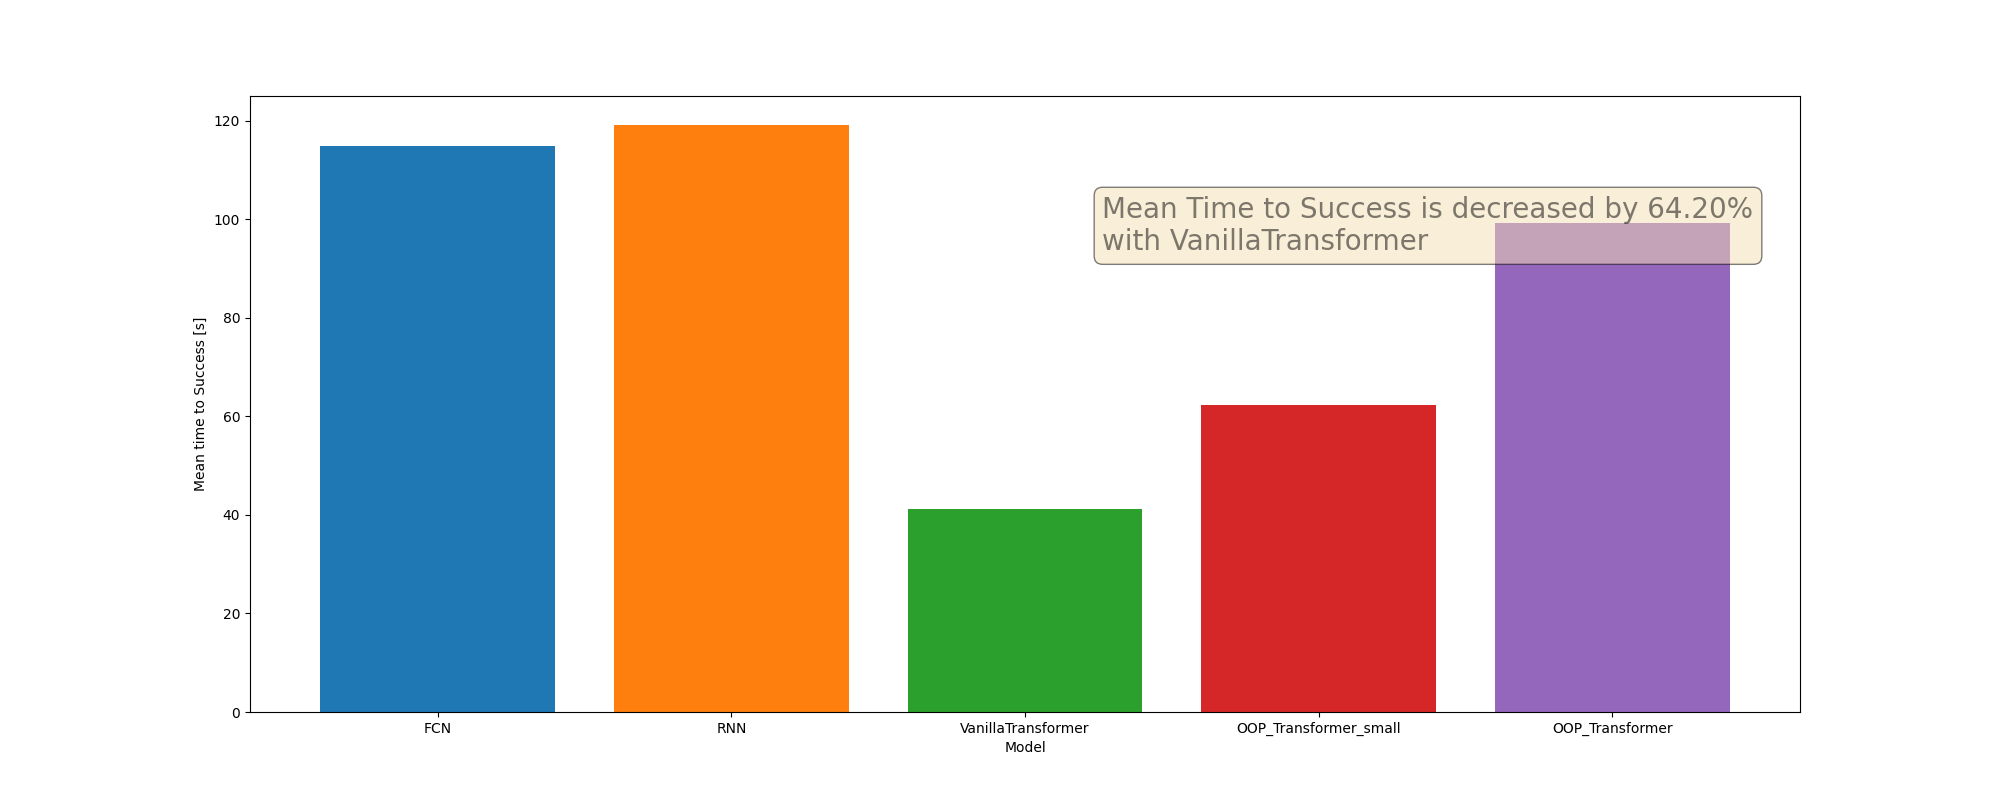 120
100
80
60
40
20
0
Mean time to Success [s]
Mean Time to Success is decreased by 64.20%
with VanillaTransformer
FCN RNN VanillaTransformer OOP_Transformer_small OOP_Transformer
Model